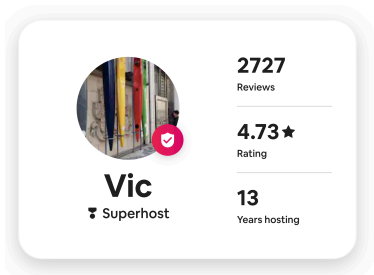 2727
Reviews
4.73★
Rating
13
Years hosting
Vic
Superhost